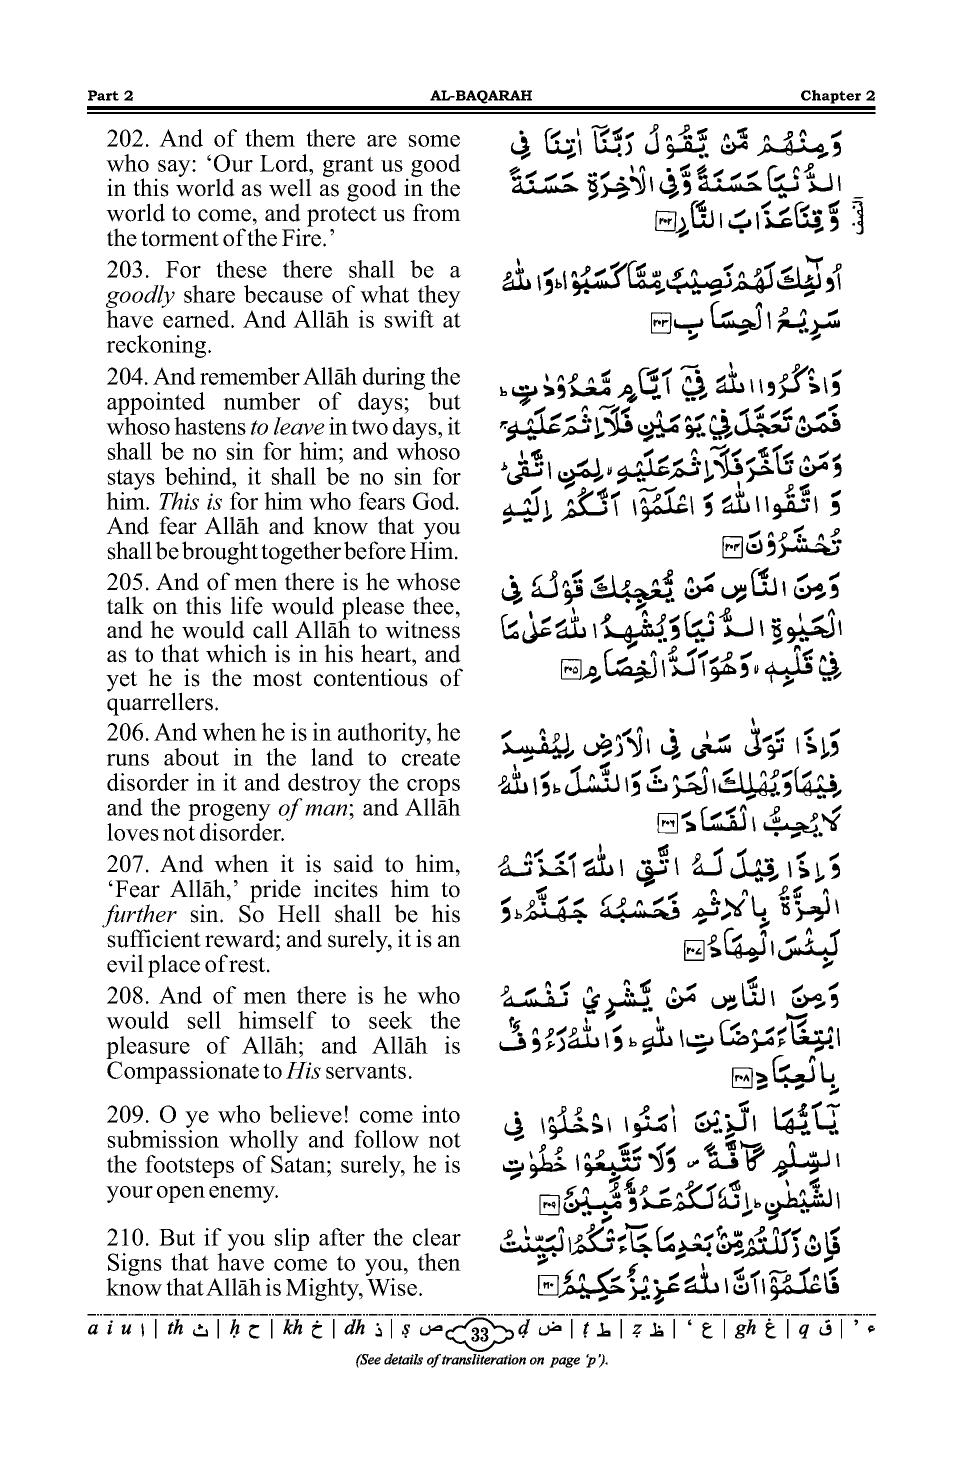 Part 2 AL-BAQARAH Chapter 2
202. And of them there are some
who say: ‘Our Lord, grant us good
in this world as well as good in the
world to come, and protect us from
the torment of the Fire.’
203. For these there shall be a
goodly share because of what they
have earned. And Allāh is swift at
reckoning.
204. And remember Allāh during the
appointed number of days; but
whoso hastens to leave in two days, it
shall be no sin for him; and whoso
stays behind, it shall be no sin for
him. This is for him who fears God.
And fear Allāh and know that you
shall be brought together before Him.
205. And of men there is he whose
talk on this life would please thee,
and he would call Allāh to witness
as to that which is in his heart, and
yet he is the most contentious of
quarrellers.
206. And when he is in authority, he
runs about in the land to create
disorder in it and destroy the crops
and the progeny of man; and Allāh
loves not disorder.
207. And when it is said to him,
‘Fear Allāh,’ pride incites him to
further sin. So Hell shall be his
sufficient reward; and surely, it is an
evil place of rest.
208. And of men there is he who
would sell himself to seek the
pleasure of Allāh; and Allāh is
Compassionate to His servants.
209. O ye who believe! come into
submission wholly and follow not
the footsteps of Satan; surely, he is
your open enemy.
210. But if you slip after the clear
Signs that have come to you, then
know that Allāh is Mighty, Wise.
وَمِنْهُمْ مَّنْ يَّقُوْلُ رَبَّنَآ اٰتِنَا فِى
الدُّنْيَا حَسَنَةً وَّفِى الْاٰخِرَةِ حَسَنَةً
وَّ قِنَا عَذَابَ النَّارِ ۲۰۲
النصف
اُولٰٓئِكَ لَهُمْ نَصِيْبٌ مِّمَّا كَسَبُوْا ؕ وَ اللّٰهُ
سَرِيْعُ الْحِسَابِ ۲۰۳
وَاذْكُرُوا اللّٰهَ فِيْٓ اَيَّامٍ مَّعْدُوْدٰتٍ ؕ
فَمَنْ تَعَجَّلَ فِيْ يَوْمَيْنِ فَلَآ اِثْمَ عَلَيْهِ ۚ
وَمَنْ تَاَخَّرَ فَلَآ اِثْمَ عَلَيْهِ ۙ لِمَنِ اتَّقٰى ؕ
وَ اتَّقُوا اللّٰهَ وَ اعْلَمُوْٓا اَنَّكُمْ اِلَيْهِ
تُحْشَرُوْنَ ۲۰۴
وَمِنَ النَّاسِ مَنْ يُّعْجِبُكَ قَوْلُهٗ فِى
الْحَيٰوةِ الدُّنْيَا وَيُشْهِدُ اللّٰهَ عَلٰى مَا
فِيْ قَلْبِهٖ ۙ وَهُوَ اَلَدُّ الْخِصَامِ ۲۰۵
وَاِذَا تَوَلّٰى سَعٰى فِى الْاَرْضِ لِيُفْسِدَ
فِيْهَا وَيُهْلِكَ الْحَرْثَ وَ النَّسْلَ ؕ وَ اللّٰهُ
لَا يُحِبُّ الْفَسَادَ ۲۰۶
وَ اِذَا قِيْلَ لَهُ اتَّقِ اللّٰهَ اَخَذَتْهُ
الْعِزَّةُ بِالْاِثْمِ فَحَسْبُهٗ جَهَنَّمُ ؕ وَ
لَبِئْسَ الْمِهَادُ ۲۰۷
وَمِنَ النَّاسِ مَنْ يَّشْرِيْ نَفْسَهُ
ابْتِغَآءَ مَرْضَاتِ اللّٰهِ ؕ وَ اللّٰهُ رَءُوْفٌۢ
بِالْعِبَادِ ۲۰۸
يٰٓاَيُّهَا الَّذِيْنَ اٰمَنُوا ادْخُلُوْا فِى
السِّلْمِ كَآفَّةً ۪ وَلَا تَتَّبِعُوْا خُطُوٰتِ
الشَّيْطٰنِ ؕ اِنَّهٗ لَكُمْ عَدُوٌّ مُّبِيْنٌ ۲۰۹
فَاِنْ زَلَلْتُمْ مِّنْۢ بَعْدِ مَا جَآءَتْكُمُ الْبَيِّنٰتُ
فَاعْلَمُوْٓا اَنَّ اللّٰهَ عَزِيْزٌ حَكِيْمٌ ۲۱۰
a i u ا | th ث | ḥ ح | kh خ | dh ذ | ṣ ص 33 ḍ ض | ṭ ط | ẓ ظ | ‘ ع | gh غ | q ق | ’ ء
(See details of transliteration on page ‘p’).